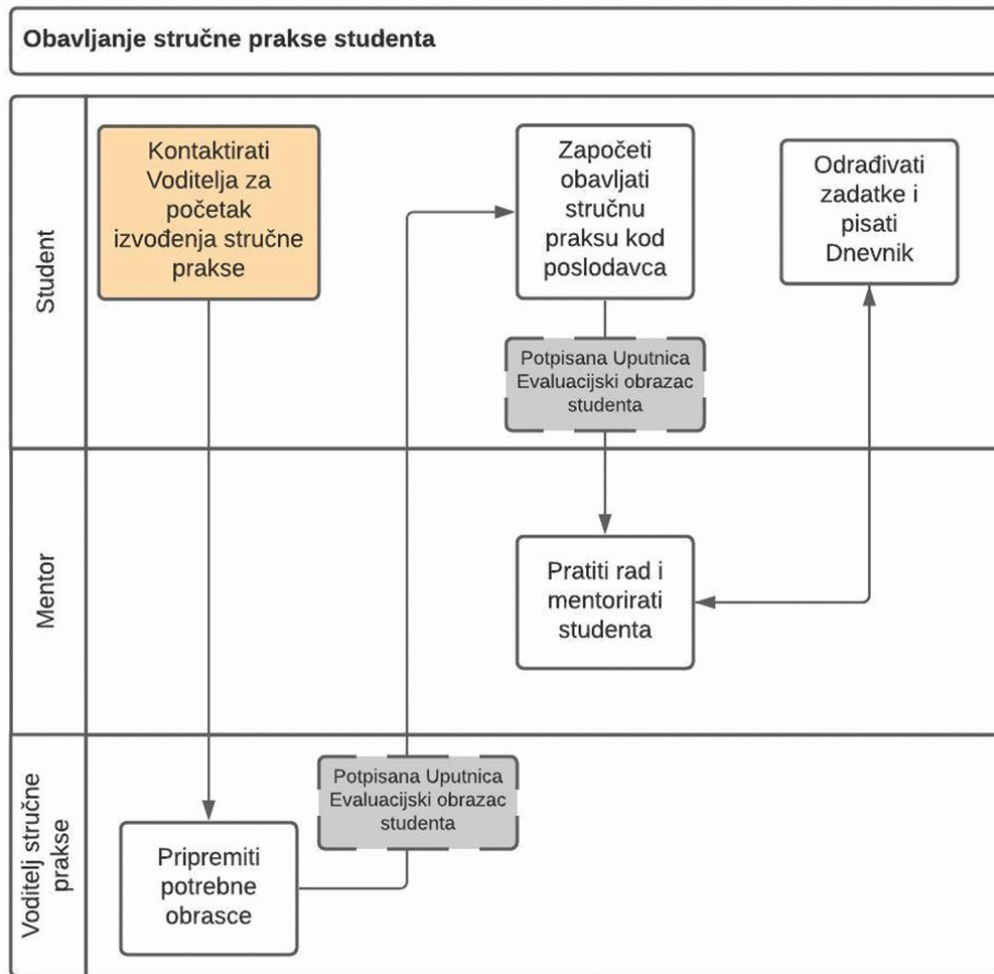 Obavljanje stručne prakse studenta
Student
Kontaktirati
Voditelja za
početak
izvođenja stručne
prakse
Započeti
obavljati
stručnu
praksu kod
poslodavca
Odrađivati
zadatke i
pisati
Dnevnik
Potpisana Uputnica
Evaluacijski obrazac
studenta
Mentor
Pratiti rad i
mentorirati
studenta
Voditelj stručne
prakse
Potpisana Uputnica
Evaluacijski obrazac
studenta
Pripremiti
potrebne
obrasce